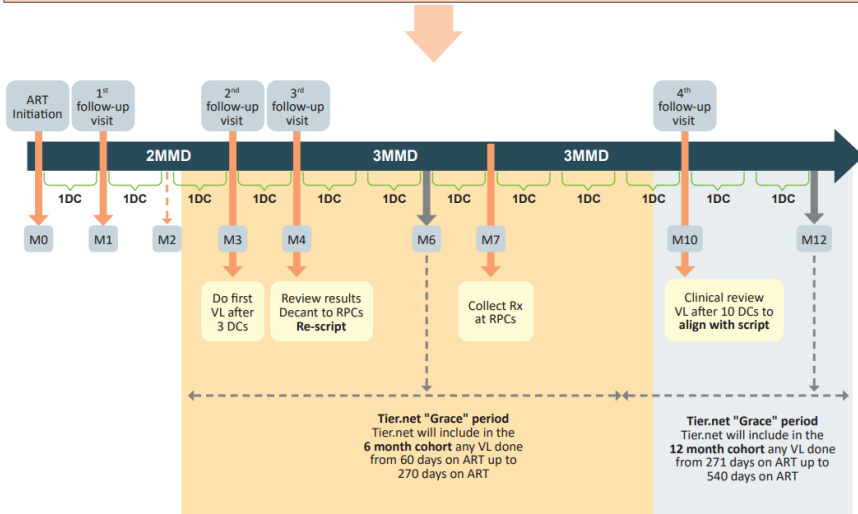 ART
Initiation
1st
follow-up
visit
2nd
follow-up
visit
3rd
follow-up
visit
4th
follow-up
visit
2MMD
3MMD
3MMD
1DC
1DC
1DC
1DC
1DC
1DC
1DC
1DC
1DC
1DC
1DC
1DC
M0
M1
M2
M3
M4
M6
M7
M10
M12
Do first
VL after
3 DCs
Review results
Decant to RPCs
Re-script
Collect Rx
at RPCs
Clinical review
VL after 10 DCs to
align with script
Tier.net "Grace" period
Tier.net will include in the
6 month cohort any VL done
from 60 days on ART up to
270 days on ART
Tier.net "Grace" period
Tier.net will include in the
12 month cohort any VL done
from 271 days on ART up to
540 days on ART